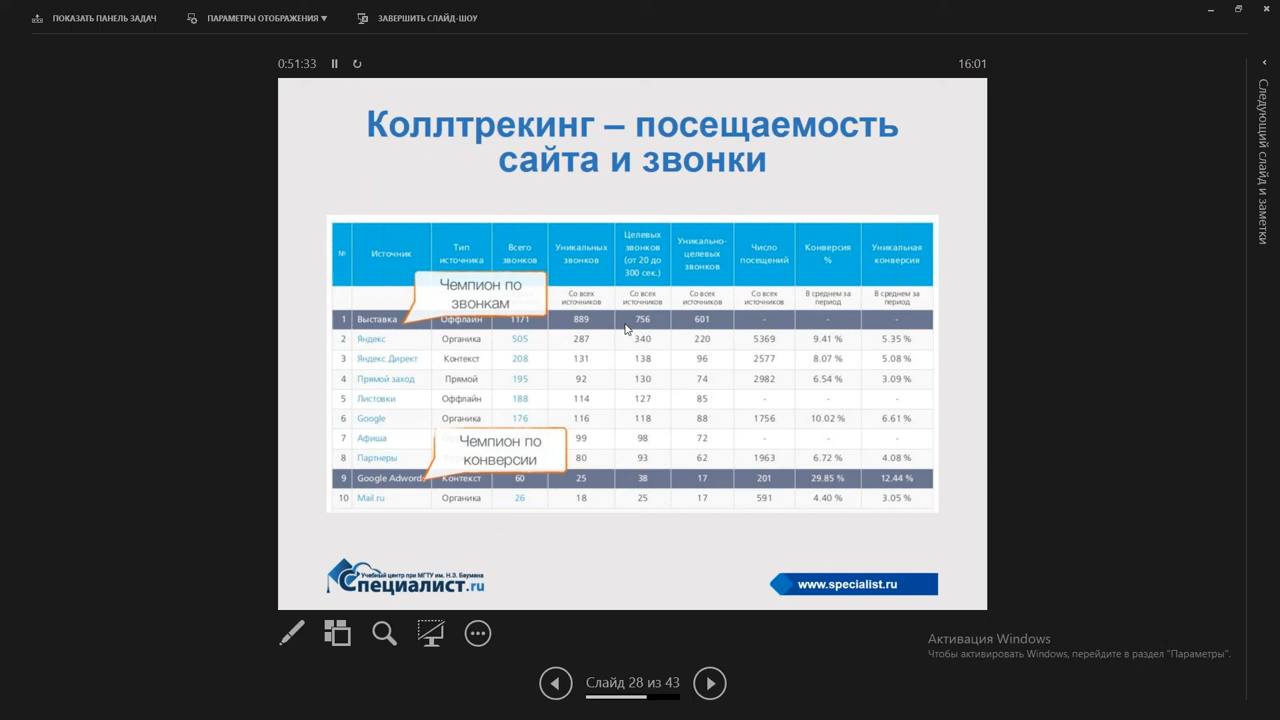 ПОКАЗАТЬ ПАНЕЛЬ ЗАДАЧ ПАРАМЕТРЫ ОТОБРАЖЕНИЯ ▼ ЗАВЕРШИТЬ СЛАЙД-ШОУ
0:51:33 16:01
Следующий слайд и заметки
Коллтрекинг – посещаемость
сайта и звонки
№ Источник Тип источника Всего звонков Уникальных звонков Целевых звонков (от 20 до 300 сек.) Уникально-целевых звонков Число посещений Конверсия % Уникальная конверсия
Со всех источников Со всех источников Со всех источников Со всех источников В среднем за период В среднем за период
Чемпион по
звонкам
1 Выставка Оффлайн 1171 889 756 601 - - -
2 Яндекс Органика 505 287 340 220 5369 9.41 % 5.35 %
3 Яндекс.Директ Контекст 208 131 138 96 2577 8.07 % 5.08 %
4 Прямой заход Прямой 195 92 130 74 2982 6.54 % 3.09 %
5 Листовки Оффлайн 188 114 127 85 - - -
6 Google Органика 176 116 118 88 1756 10.02 % 6.61 %
7 Афиша 99 98 72 - - -
Чемпион по
конверсии
8 Партнеры 80 93 62 1963 6.72 % 4.08 %
9 Google Adword Контекст 60 25 38 17 201 29.85 % 12.44 %
10 Mail.ru Органика 26 18 25 17 591 4.40 % 3.05 %
Учебный центр при МГТУ им. Н.Э. Баумана
Специалист.ru
www.specialist.ru
Активация Windows
Чтобы активировать Windows, перейдите в раздел "Параметры".
Слайд 28 из 43